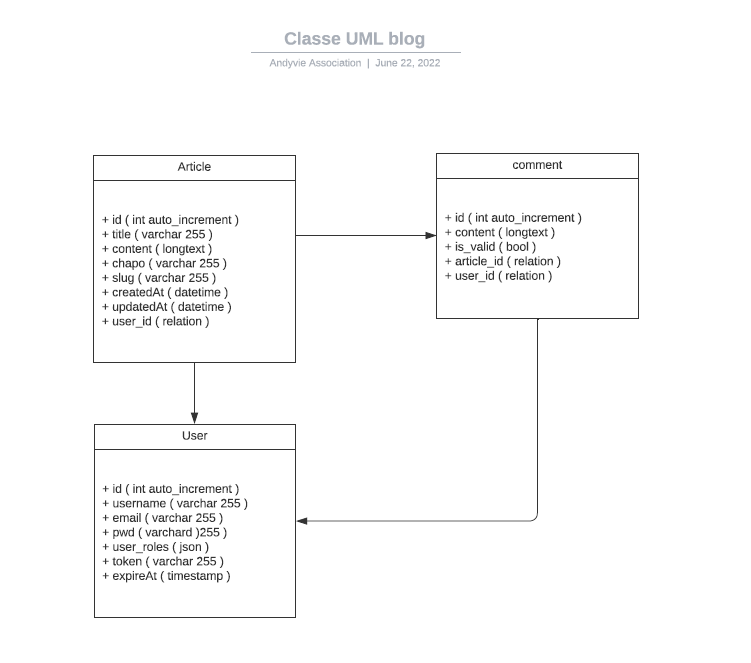 Classe UML blog
Andyvie Association | June 22, 2022
Article
+ id ( int auto_increment )
+ title ( varchar 255 )
+ content ( longtext )
+ chapo ( varchar 255 )
+ slug ( varchar 255 )
+ createdAt ( datetime )
+ updatedAt ( datetime )
+ user_id ( relation )
comment
+ id ( int auto_increment )
+ content ( longtext )
+ is_valid ( bool )
+ article_id ( relation )
+ user_id ( relation )
User
+ id ( int auto_increment )
+ username ( varchar 255 )
+ email ( varchar 255 )
+ pwd ( varchard )255 )
+ user_roles ( json )
+ token ( varchar 255 )
+ expireAt ( timestamp )